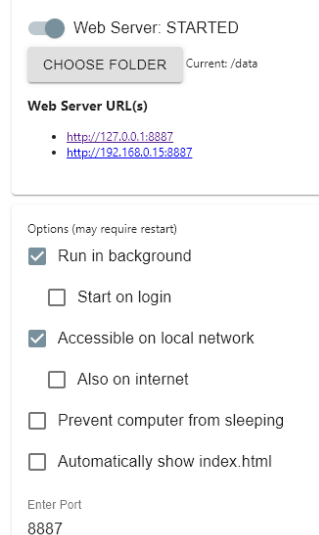 Web Server: STARTED
CHOOSE FOLDER Current: /data
Web Server URL(s)
http://127.0.0.1:8887
http://192.168.0.15:8887
Options (may require restart)
Run in background
Start on login
Accessible on local network
Also on internet
Prevent computer from sleeping
Automatically show index.html
Enter Port
8887